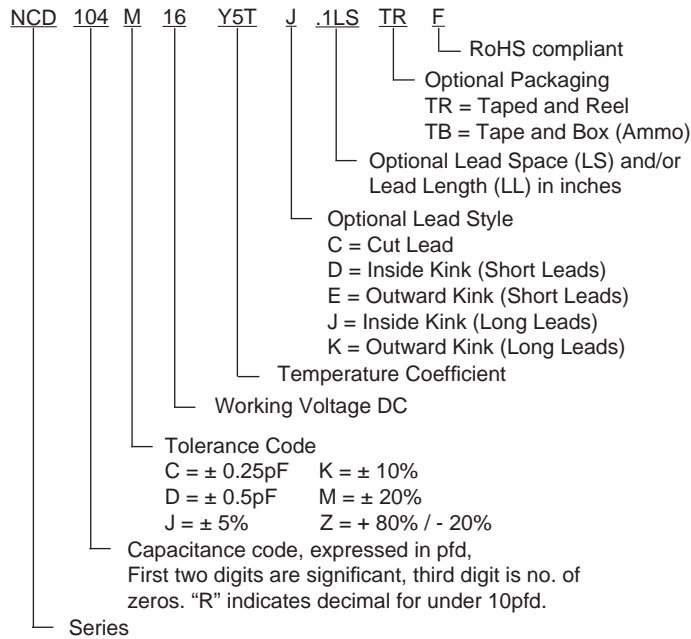 NCD 104 M 16 Y5T J .1LS TR F
RoHS compliant
Optional Packaging
TR = Taped and Reel
TB = Tape and Box (Ammo)
Optional Lead Space (LS) and/or
Lead Length (LL) in inches
Optional Lead Style
C = Cut Lead
D = Inside Kink (Short Leads)
E = Outward Kink (Short Leads)
J = Inside Kink (Long Leads)
K = Outward Kink (Long Leads)
Temperature Coefficient
Working Voltage DC
Tolerance Code
C = ± 0.25pF K = ± 10%
D = ± 0.5pF M = ± 20%
J = ± 5% Z = + 80% / - 20%
Capacitance code, expressed in pfd,
First two digits are significant, third digit is no. of
zeros. “R” indicates decimal for under 10pfd.
Series